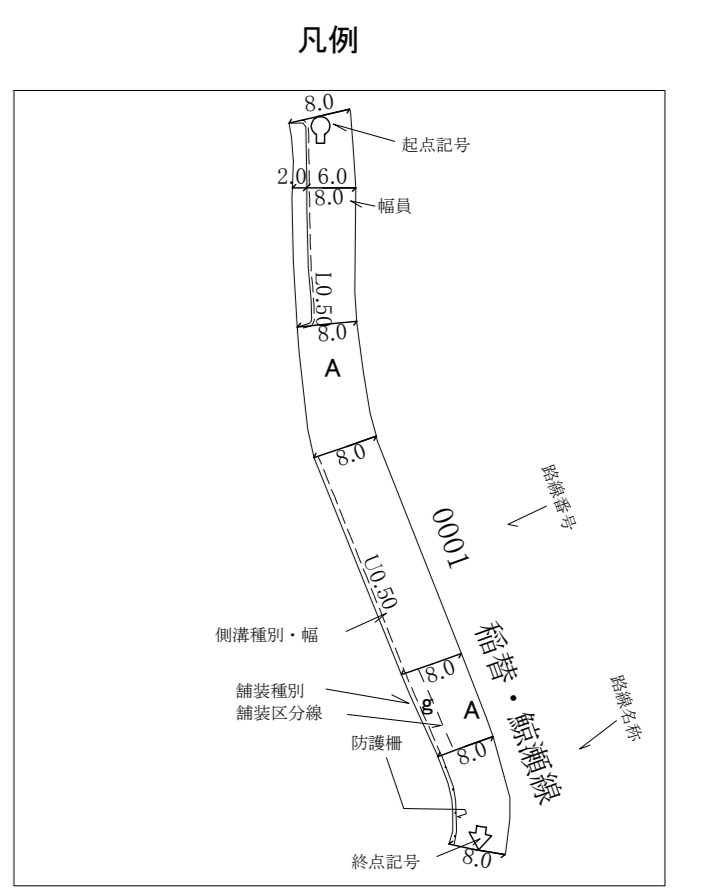 凡例
8.0
起点記号
2.0 6.0
8.0
幅員
L0.50
8.0
A
8.0
路線番号
0001
U0.50
側溝種別・幅
稲替・鯨瀬線
8.0
路線名称
舗装種別
g
A
舗装区分線
防護柵
8.0
終点記号
8.0